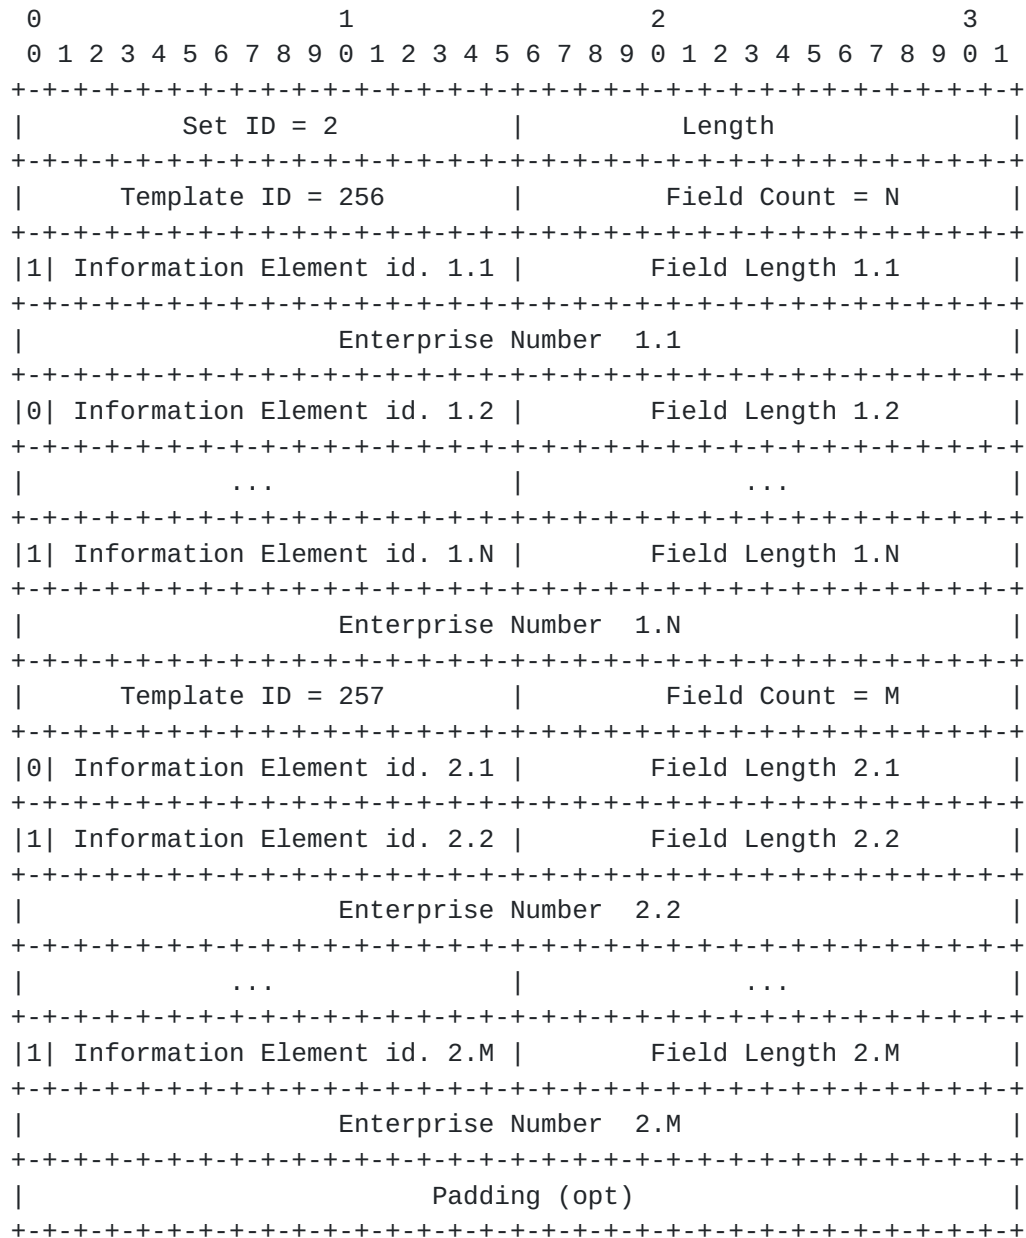 0                   1                   2                   3
 0 1 2 3 4 5 6 7 8 9 0 1 2 3 4 5 6 7 8 9 0 1 2 3 4 5 6 7 8 9 0 1
+-+-+-+-+-+-+-+-+-+-+-+-+-+-+-+-+-+-+-+-+-+-+-+-+-+-+-+-+-+-+-+-+
|          Set ID = 2           |          Length               |
+-+-+-+-+-+-+-+-+-+-+-+-+-+-+-+-+-+-+-+-+-+-+-+-+-+-+-+-+-+-+-+-+
|      Template ID = 256        |         Field Count = N       |
+-+-+-+-+-+-+-+-+-+-+-+-+-+-+-+-+-+-+-+-+-+-+-+-+-+-+-+-+-+-+-+-+
|1| Information Element id. 1.1 |        Field Length 1.1       |
+-+-+-+-+-+-+-+-+-+-+-+-+-+-+-+-+-+-+-+-+-+-+-+-+-+-+-+-+-+-+-+-+
|                    Enterprise Number  1.1                     |
+-+-+-+-+-+-+-+-+-+-+-+-+-+-+-+-+-+-+-+-+-+-+-+-+-+-+-+-+-+-+-+-+
|0| Information Element id. 1.2 |        Field Length 1.2       |
+-+-+-+-+-+-+-+-+-+-+-+-+-+-+-+-+-+-+-+-+-+-+-+-+-+-+-+-+-+-+-+-+
|             ...               |              ...              |
+-+-+-+-+-+-+-+-+-+-+-+-+-+-+-+-+-+-+-+-+-+-+-+-+-+-+-+-+-+-+-+-+
|1| Information Element id. 1.N |        Field Length 1.N       |
+-+-+-+-+-+-+-+-+-+-+-+-+-+-+-+-+-+-+-+-+-+-+-+-+-+-+-+-+-+-+-+-+
|                    Enterprise Number  1.N                     |
+-+-+-+-+-+-+-+-+-+-+-+-+-+-+-+-+-+-+-+-+-+-+-+-+-+-+-+-+-+-+-+-+
|      Template ID = 257        |         Field Count = M       |
+-+-+-+-+-+-+-+-+-+-+-+-+-+-+-+-+-+-+-+-+-+-+-+-+-+-+-+-+-+-+-+-+
|0| Information Element id. 2.1 |        Field Length 2.1       |
+-+-+-+-+-+-+-+-+-+-+-+-+-+-+-+-+-+-+-+-+-+-+-+-+-+-+-+-+-+-+-+-+
|1| Information Element id. 2.2 |        Field Length 2.2       |
+-+-+-+-+-+-+-+-+-+-+-+-+-+-+-+-+-+-+-+-+-+-+-+-+-+-+-+-+-+-+-+-+
|                    Enterprise Number  2.2                     |
+-+-+-+-+-+-+-+-+-+-+-+-+-+-+-+-+-+-+-+-+-+-+-+-+-+-+-+-+-+-+-+-+
|             ...               |              ...              |
+-+-+-+-+-+-+-+-+-+-+-+-+-+-+-+-+-+-+-+-+-+-+-+-+-+-+-+-+-+-+-+-+
|1| Information Element id. 2.M |        Field Length 2.M       |
+-+-+-+-+-+-+-+-+-+-+-+-+-+-+-+-+-+-+-+-+-+-+-+-+-+-+-+-+-+-+-+-+
|                    Enterprise Number  2.M                     |
+-+-+-+-+-+-+-+-+-+-+-+-+-+-+-+-+-+-+-+-+-+-+-+-+-+-+-+-+-+-+-+-+
|                          Padding (opt)                        |
+-+-+-+-+-+-+-+-+-+-+-+-+-+-+-+-+-+-+-+-+-+-+-+-+-+-+-+-+-+-+-+-+